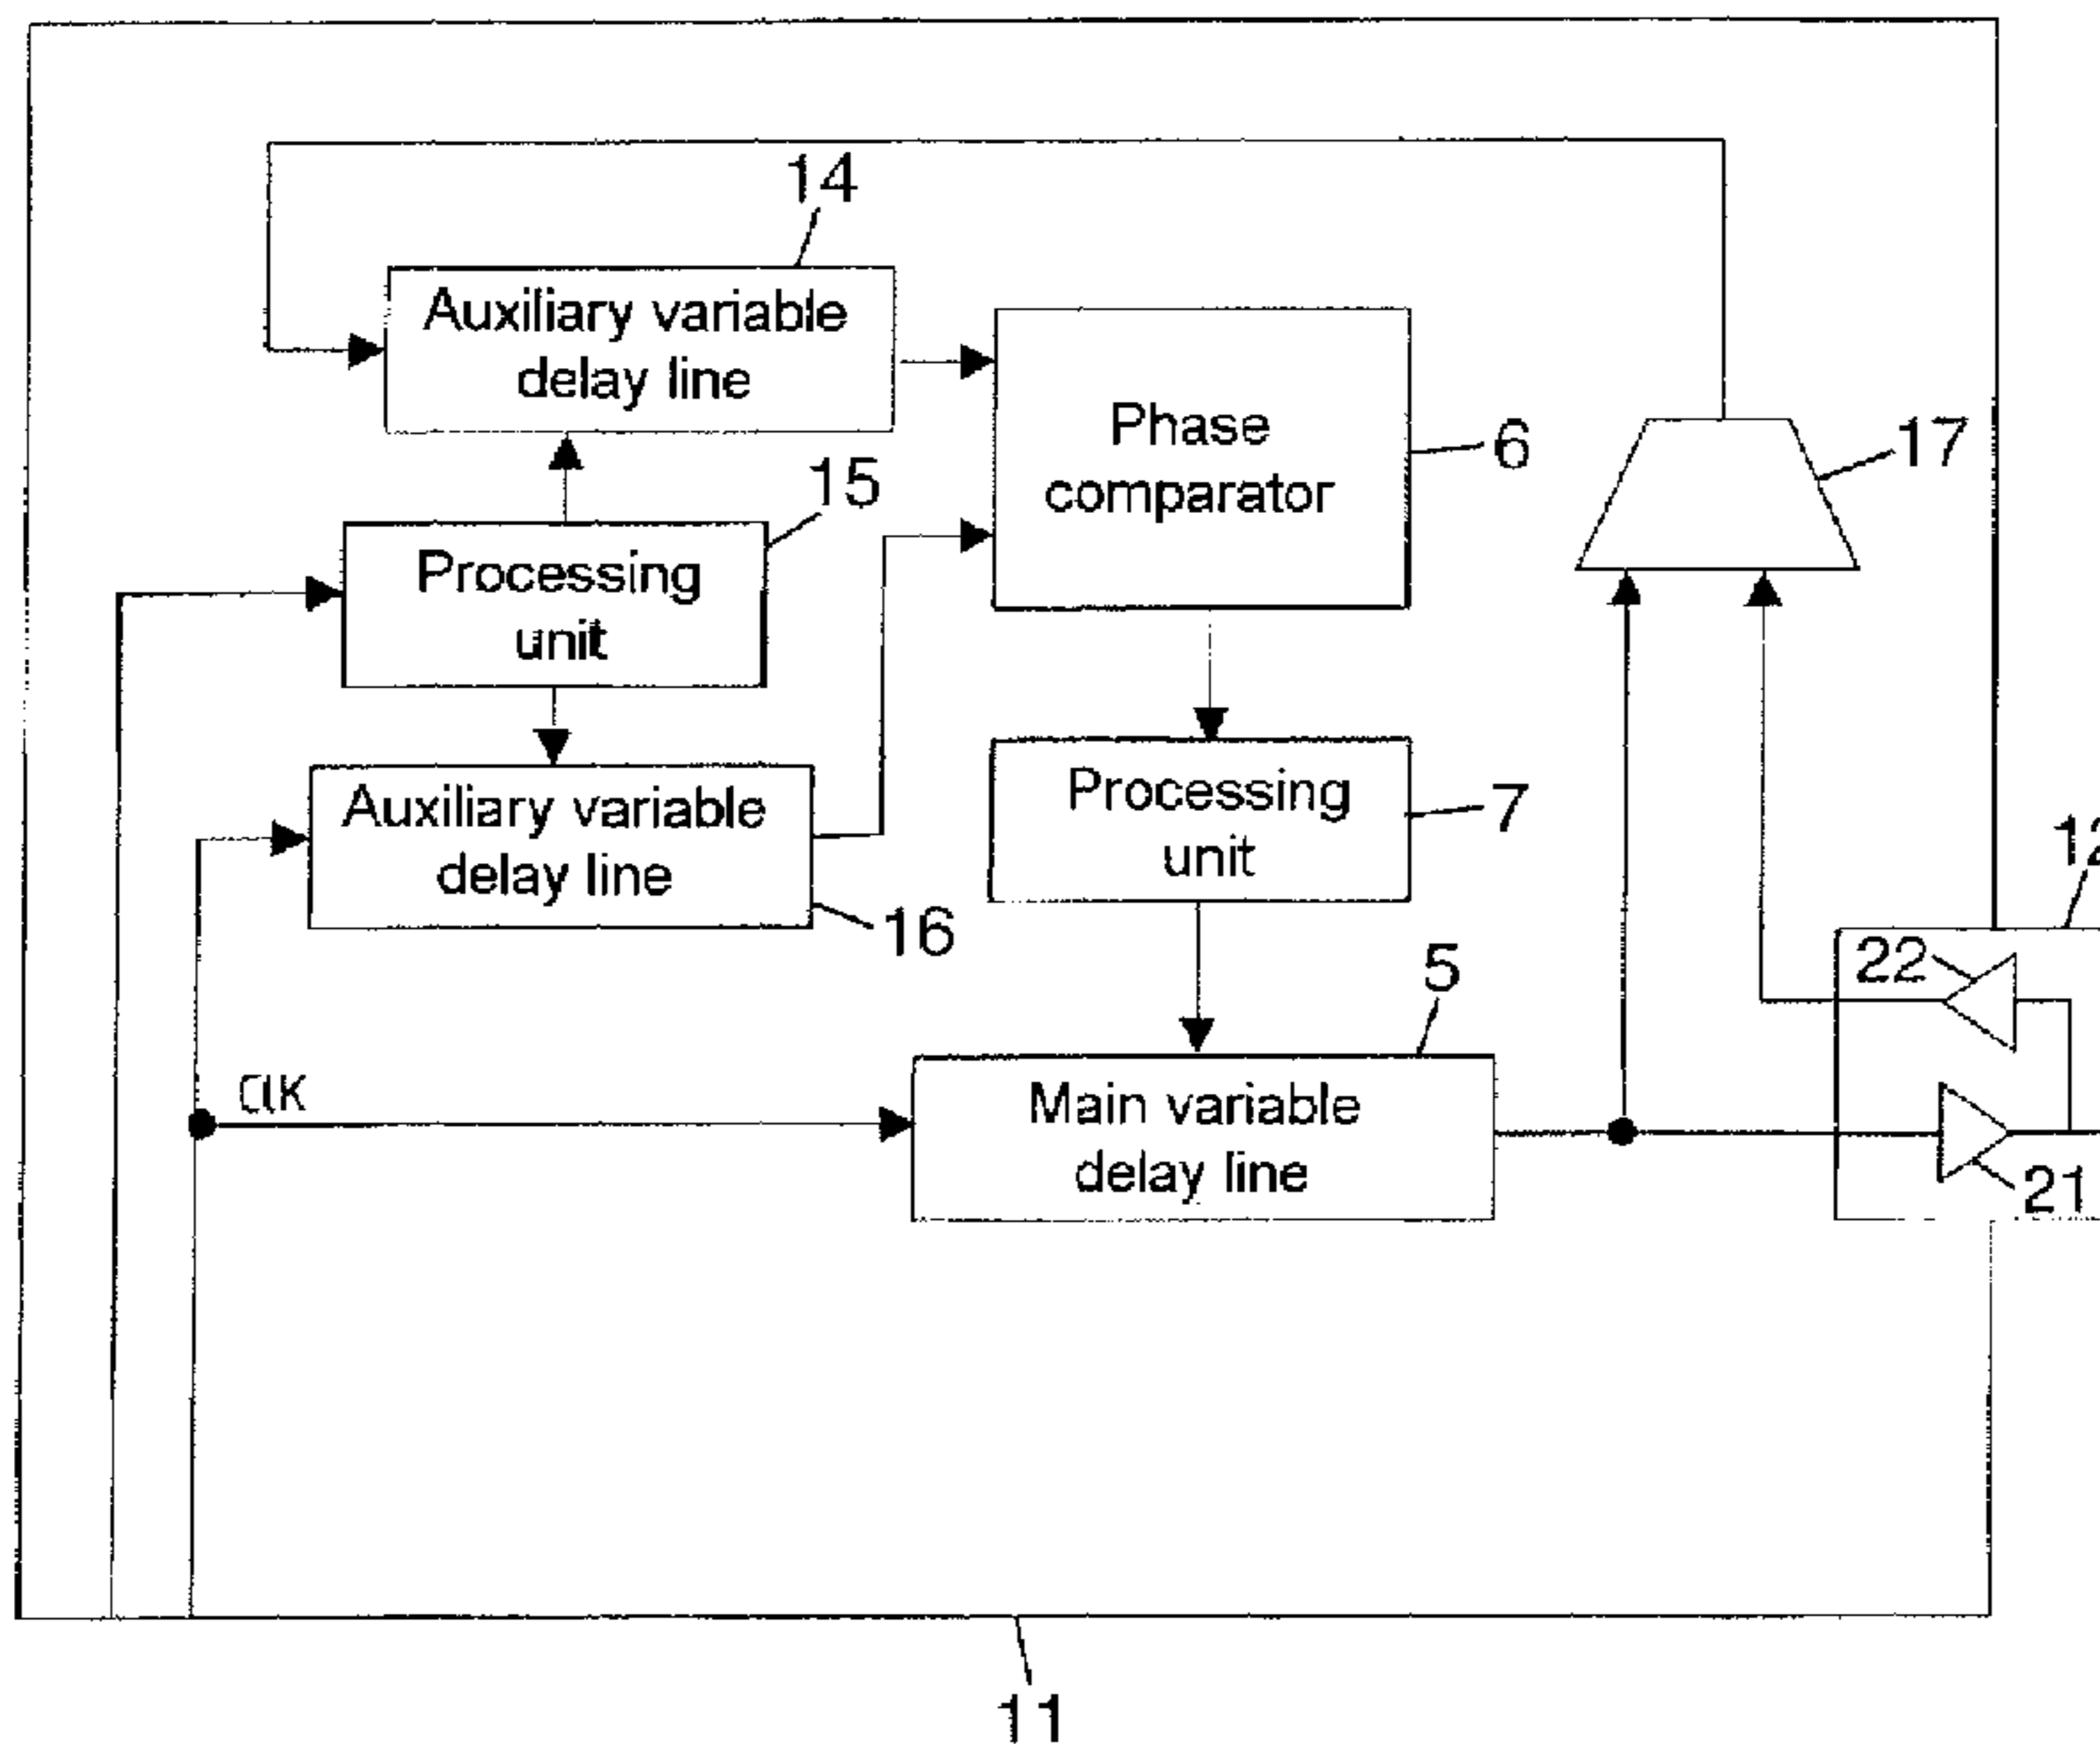 14
Auxiliary variable
delay line
Phase
comparator
6
17
15
Processing
unit
Processing
unit
7
Auxiliary variable
delay line
16
12
22
5
CLK
Main variable
delay line
21
11